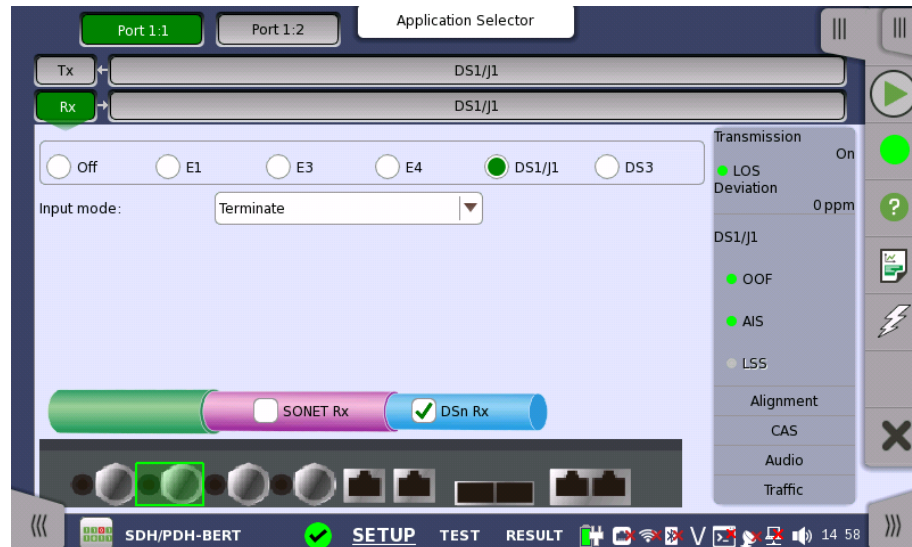 Port 1:1
Port 1:2
Application Selector
Tx
DS1/J1
Rx
DS1/J1
Off
E1
E3
E4
DS1/J1
DS3
Input mode:
Terminate
Transmission
On
LOS
Deviation
0 ppm
DS1/J1
OOF
AIS
LSS
Alignment
CAS
Audio
Traffic
SONET Rx
DSn Rx
SDH/PDH-BERT
SETUP
TEST
RESULT
V
14 58